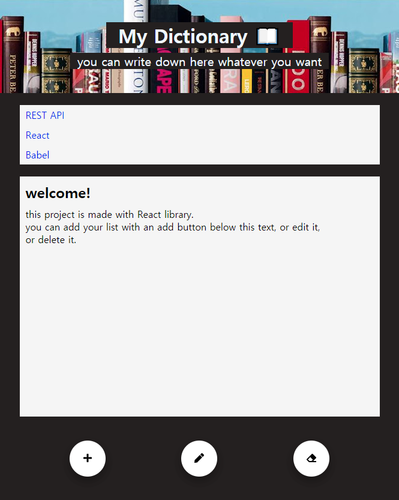 My Dictionary 📖
you can write down here whatever you want
REST API
React
Babel
welcome!
this project is made with React library.
you can add your list with an add button below this text, or edit it,
or delete it.